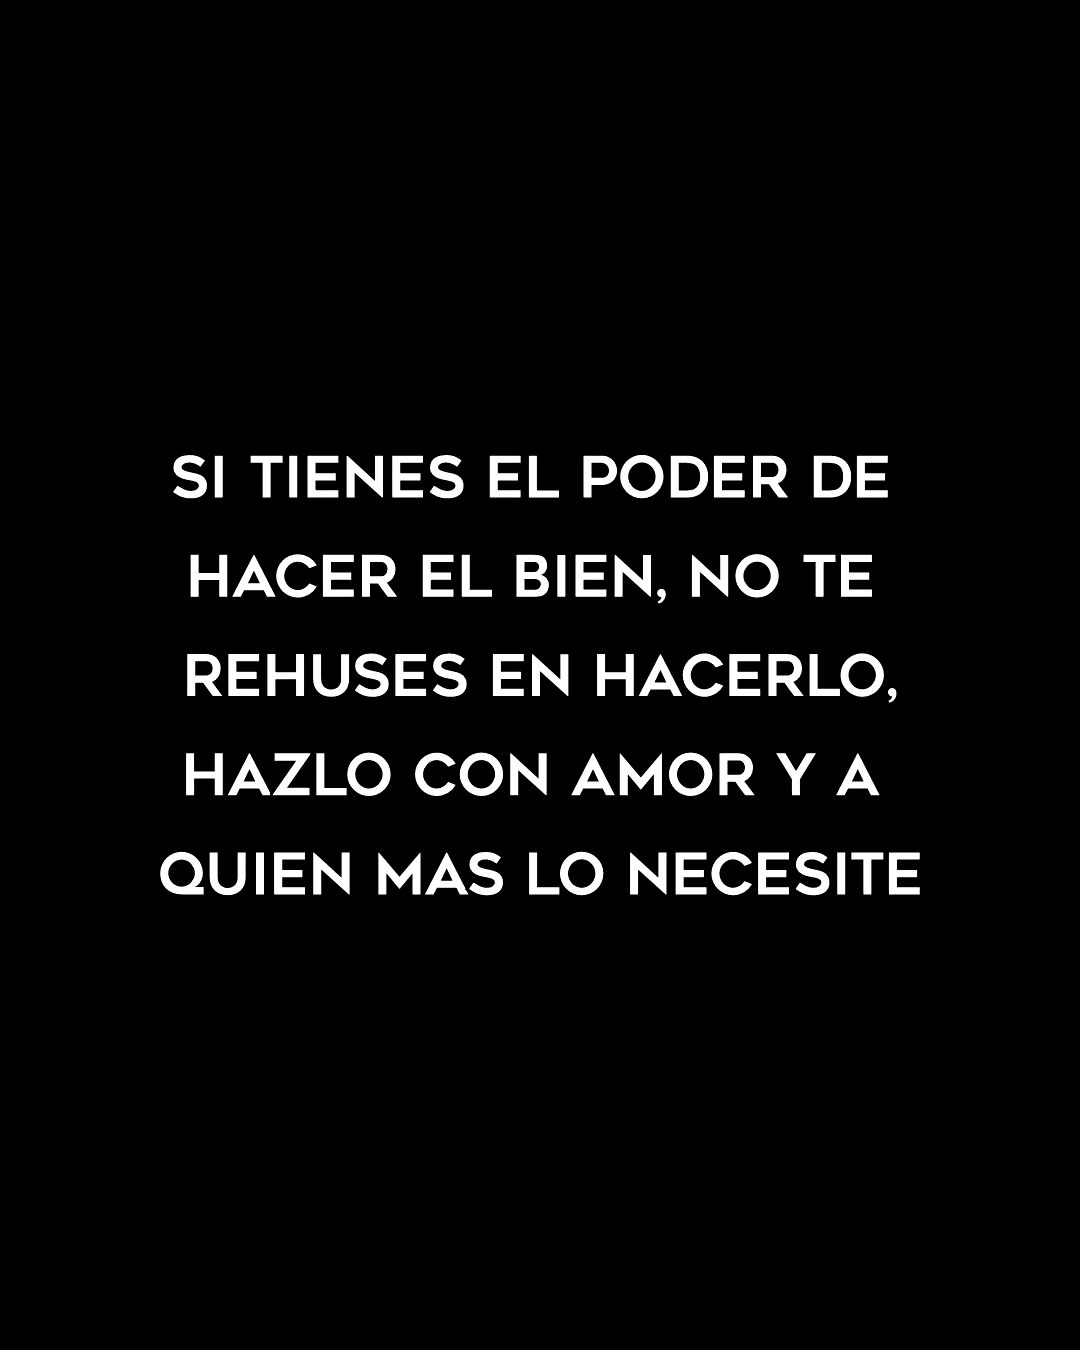 SI TIENES EL PODER DE
HACER EL BIEN, NO TE
REHUSES EN HACERLO,
HAZLO CON AMOR Y A
QUIEN MAS LO NECESITE